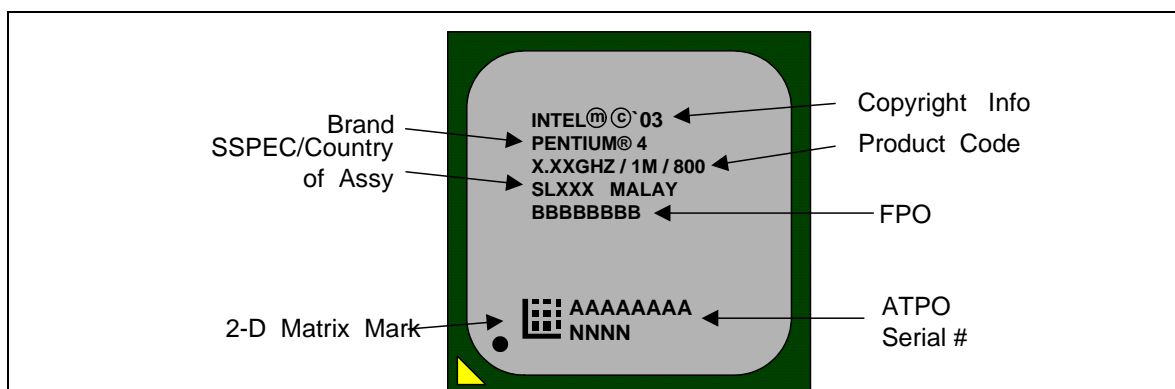 Brand
SSPEC/Country
of Assy
2-D Matrix Mark
INTELⓜ ⓒ`03
PENTIUM® 4
X.XXGHZ / 1M / 800
SLXXX MALAY
BBBBBBBB
AAAAAAAA
NNNN
Copyright Info
Product Code
FPO
ATPO
Serial #